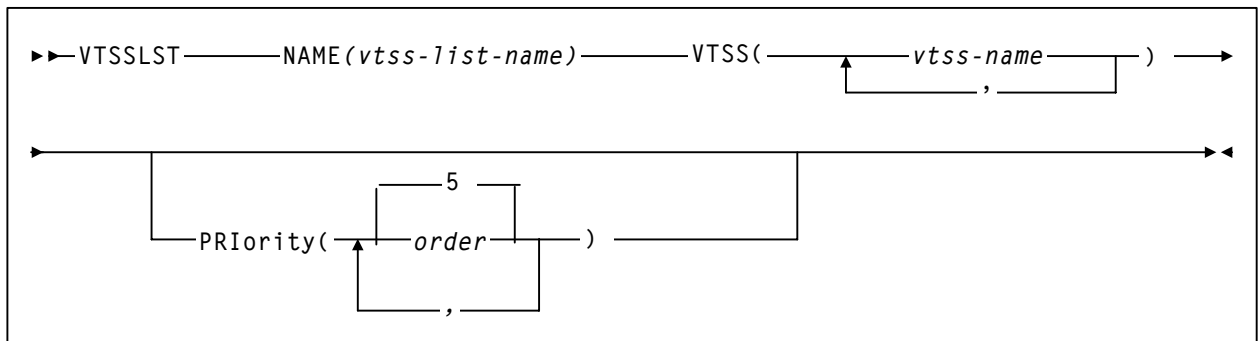 VTSSLST NAME(vtss-list-name) VTSS( vtss-name )
,
5
PRIority( order )
,